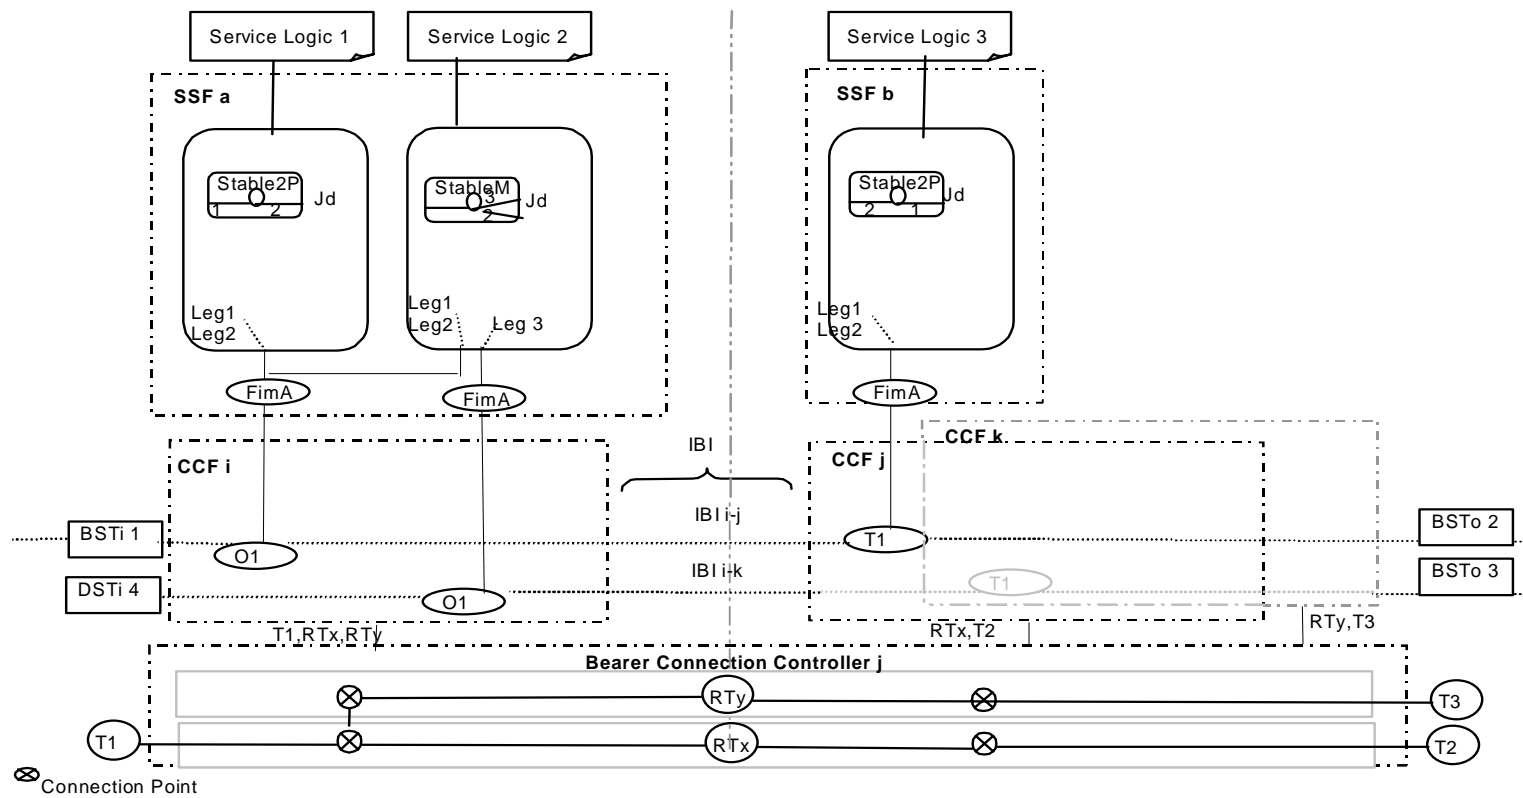 Service Logic 1
Service Logic 2
Service Logic 3
SSF a
SSF b
Stable2P
1 2
Jd
StableM
3
2
Jd
Stable2P
2 1
Jd
Leg1
Leg2
Leg1
Leg2
Leg 3
Leg1
Leg2
FimA
FimA
FimA
CCF i
IBI
CCF k
CCF j
BSTi 1
O1
IBI i-j
T1
BSTo 2
DSTi 4
O1
IBI i-k
T1
BSTo 3
T1,RTx,RTy
RTx,T2
RTy,T3
Bearer Connection Controller j
RTy
T3
T1
RTx
T2
Connection Point